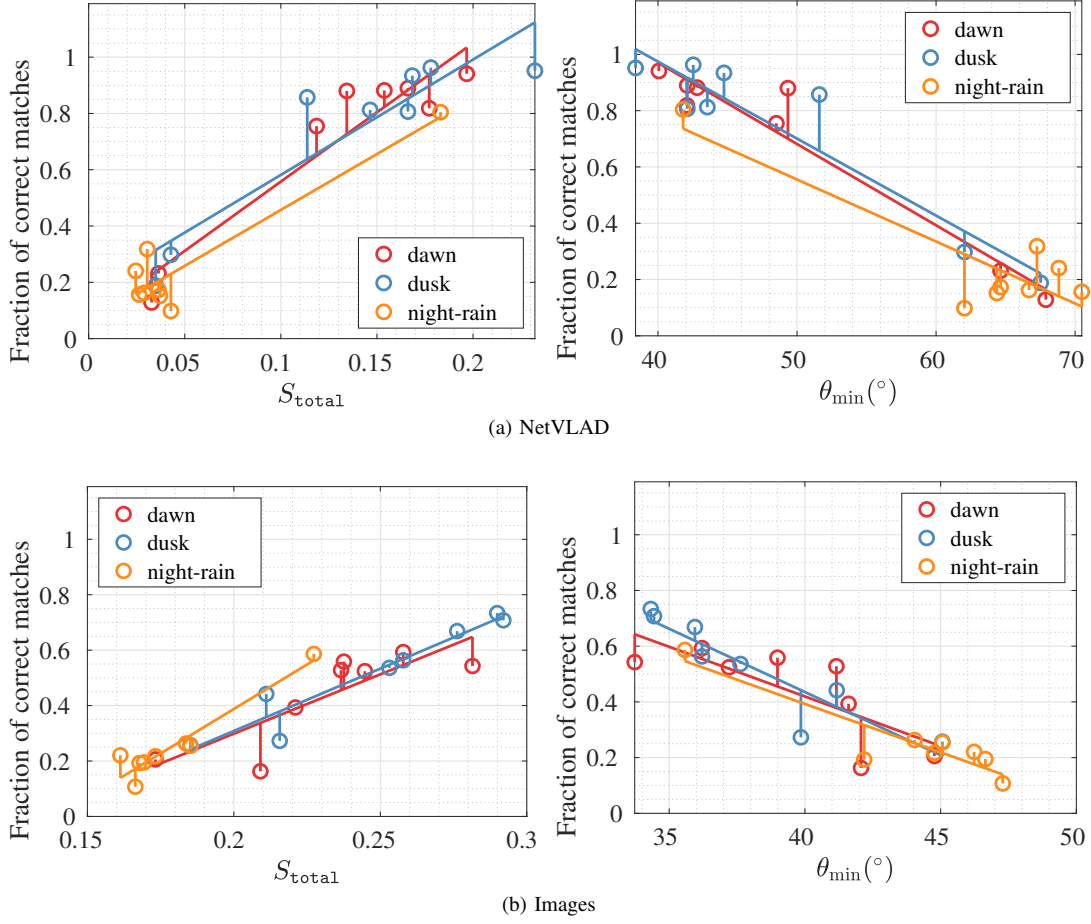 Fraction of correct matches
1
0.8
0.6
0.4
0.2
0
0 0.05 0.1 0.15 0.2
S_total
dawn
dusk
night-rain
Fraction of correct matches
1
0.8
0.6
0.4
0.2
0
40 50 60 70
θ_min(°)
dawn
dusk
night-rain
(a) NetVLAD
Fraction of correct matches
1
0.8
0.6
0.4
0.2
0
0.15 0.2 0.25 0.3
S_total
dawn
dusk
night-rain
Fraction of correct matches
1
0.8
0.6
0.4
0.2
0
35 40 45 50
θ_min(°)
dawn
dusk
night-rain
(b) Images